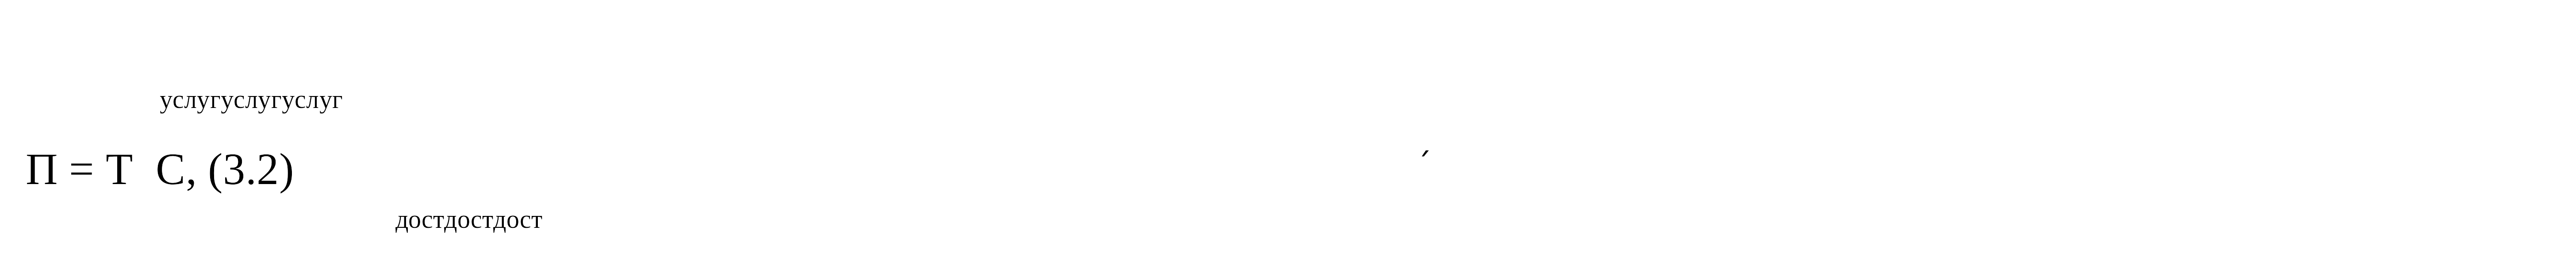 услугуслугуслуг
П = Т С, (3.2) ´
достдостдост